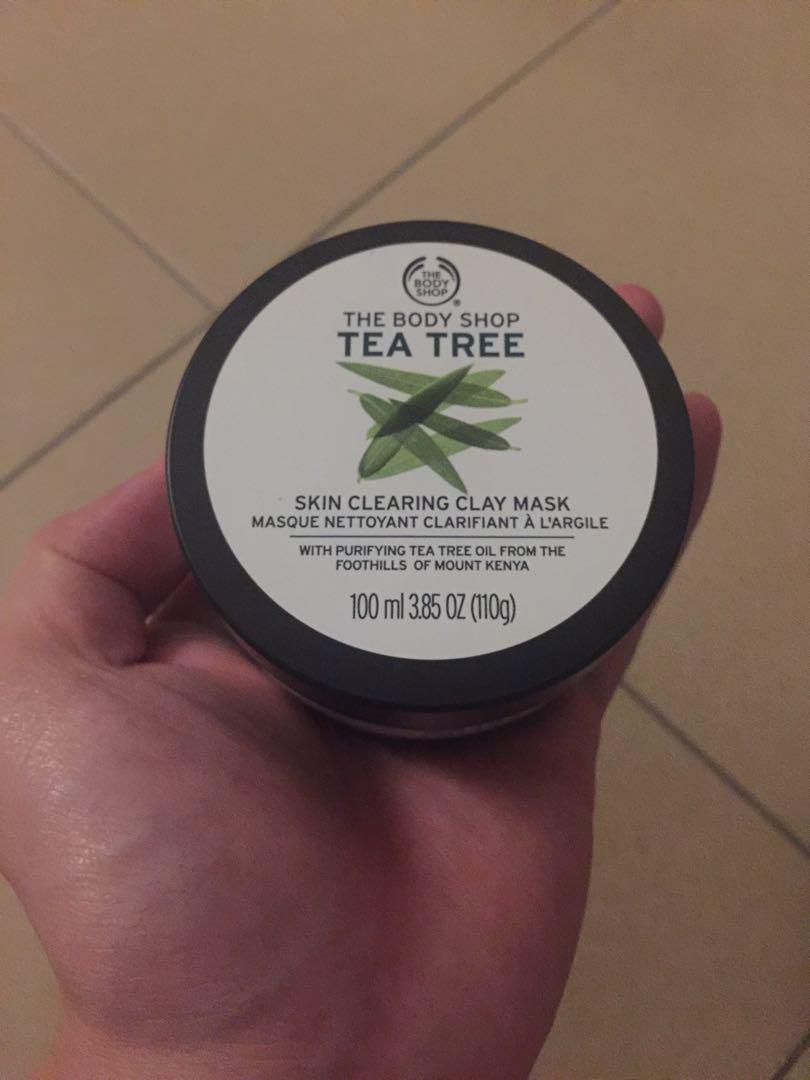 THE
BODY
SHOP
®
THE BODY SHOP
TEA TREE
SKIN CLEARING CLAY MASK
MASQUE NETTOYANT CLARIFIANT À L'ARGILE
WITH PURIFYING TEA TREE OIL FROM THE
FOOTHILLS OF MOUNT KENYA
100 ml 3.85 OZ (110g)